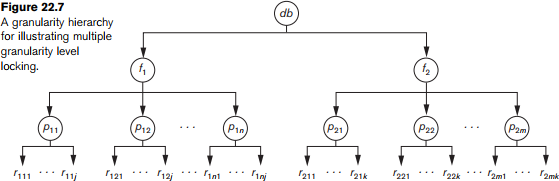 Figure 22.7
A granularity hierarchy
for illustrating multiple
granularity level
locking.
db
f1 f2
p11 p12 · · · p1n p21 p22 · · · p2m
r111 · · · r11j r121 · · · r12j r1n1 · · · r1nj r211 · · · r21k r221 · · · r22k r2m1 · · · r2mk